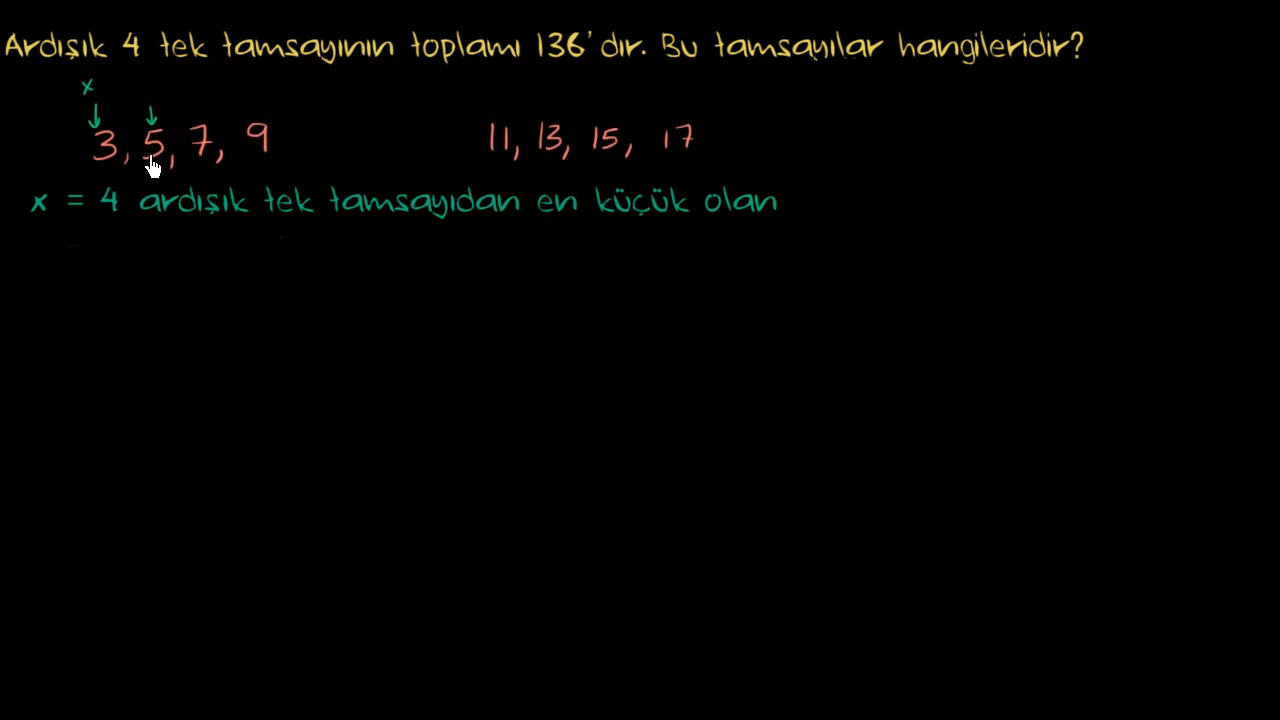 Ardışık 4 tek tamsayının toplamı 136'dır. Bu tamsayılar hangileridir?
x
3, 5, 7, 9 11, 13, 15, 17
x = 4 ardışık tek tamsayıdan en küçük olan